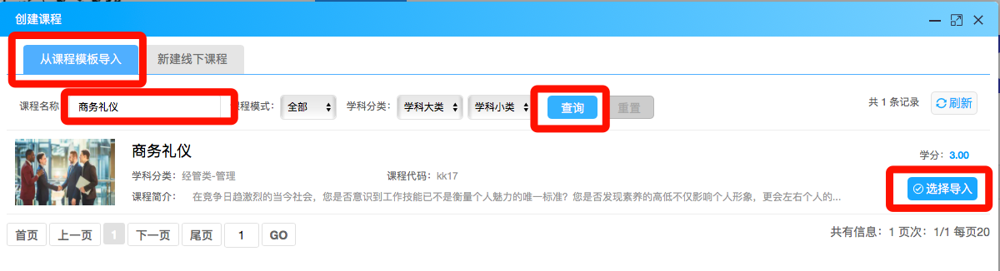 创建课程
从课程模板导入 新建线下课程
课程名称 商务礼仪 课程模式: 全部 学科分类: 学科大类 学科小类 查询 重置 共 1 条记录 刷新
商务礼仪
学分: 3.00
学科分类: 经管类-管理 课程代码: kk17
选择导入
课程简介: 在竞争日趋激烈的当今社会，您是否意识到工作技能已不是衡量个人魅力的唯一标准？您是否发现素养的高低不仅影响个人形象，更会左右个人的...
首页 上一页 1 下一页 尾页 1 GO 共有信息: 1 页次: 1/1 每页20